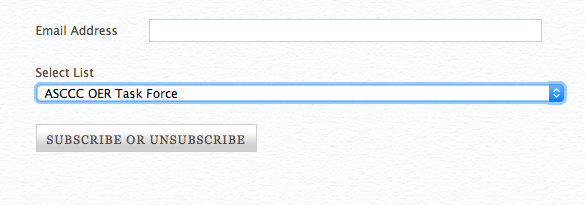 Email Address
Select List
ASCCC OER Task Force
SUBSCRIBE OR UNSUBSCRIBE